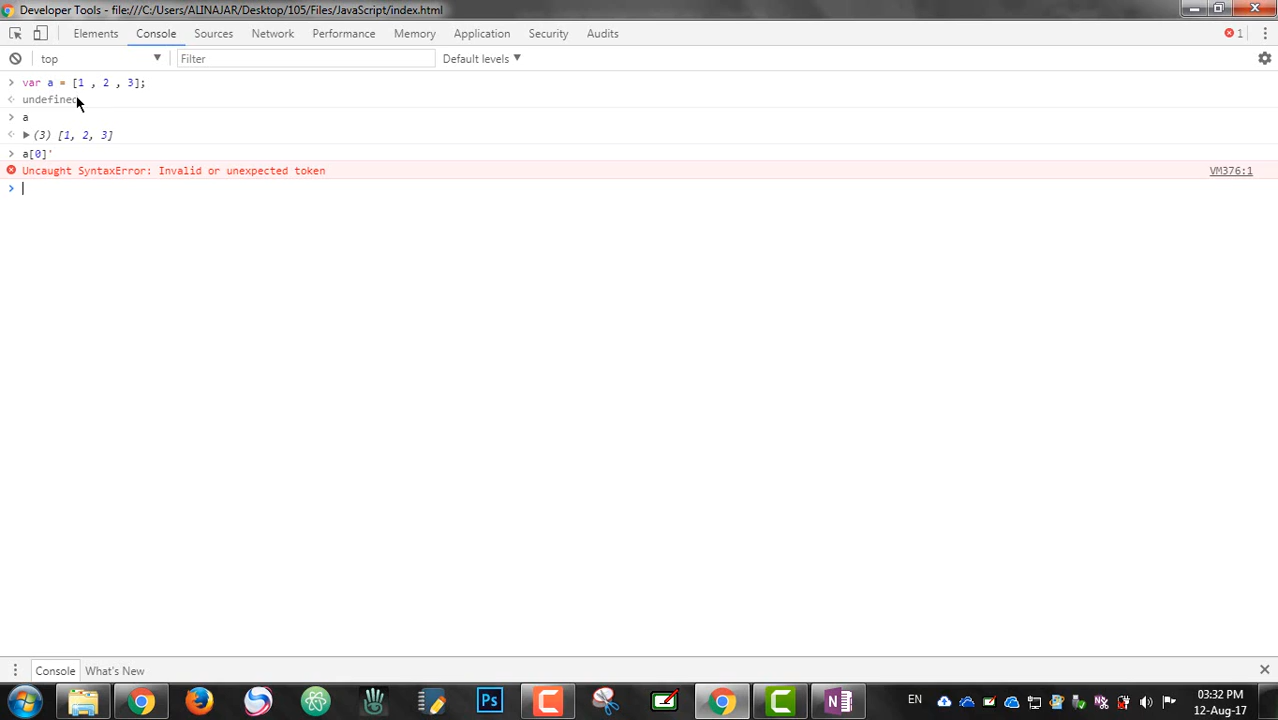 Developer Tools - file:///C:/Users/ALINAJAR/Desktop/105/Files/JavaScript/index.html
Elements Console Sources Network Performance Memory Application Security Audits 1
top Filter Default levels
var a = [1 , 2 , 3];
undefined
a
(3) [1, 2, 3]
a[0]'
Uncaught SyntaxError: Invalid or unexpected token VM376:1
Console What's New
Ps N EN 03:32 PM
12-Aug-17